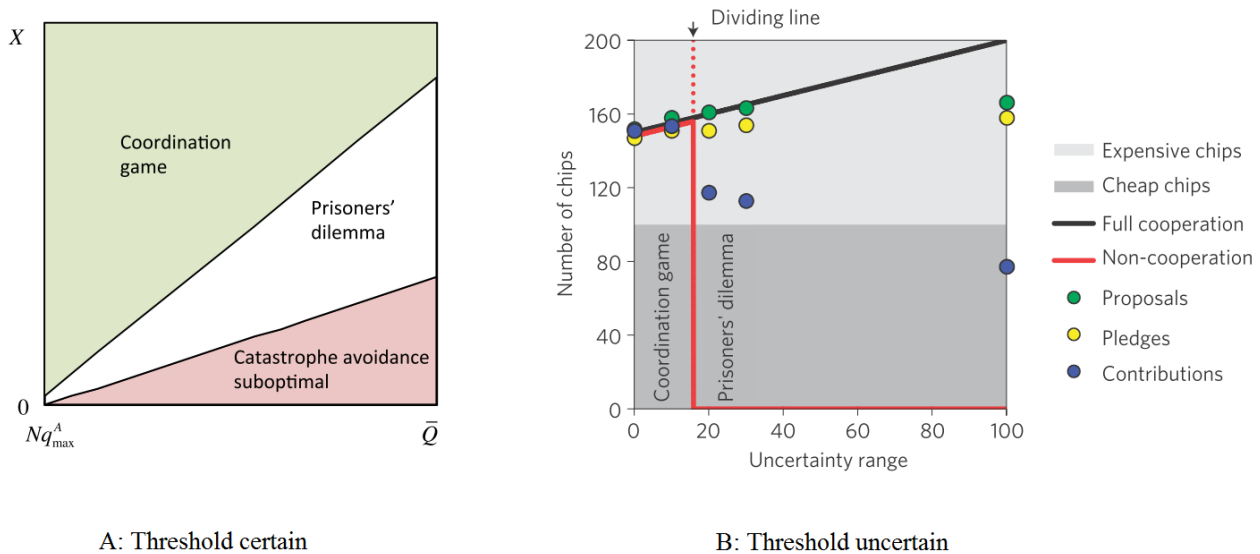 X
Coordination
game
Prisoners'
dilemma
Catastrophe avoidance
suboptimal
0
Nq^A_max
Q̄
A: Threshold certain
Dividing line
200
160
120
80
40
0
Number of chips
Coordination game
Prisoners' dilemma
0 20 40 60 80 100
Uncertainty range
Expensive chips
Cheap chips
Full cooperation
Non-cooperation
Proposals
Pledges
Contributions
B: Threshold uncertain